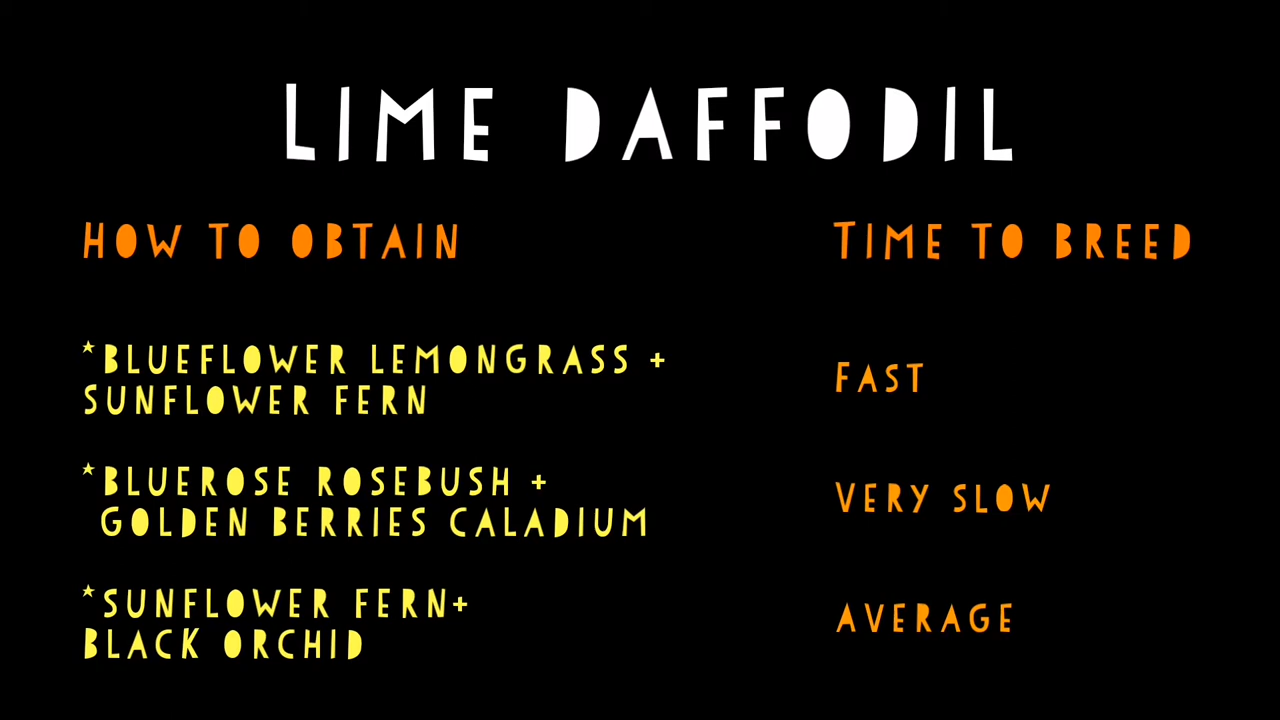 LIME DAFFODIL
HOW TO OBTAIN
TIME TO BREED
*BLUEFLOWER LEMONGRASS +
SUNFLOWER FERN
FAST
*BLUEROSE ROSEBUSH +
GOLDEN BERRIES CALADIUM
VERY SLOW
*SUNFLOWER FERN+
BLACK ORCHID
AVERAGE